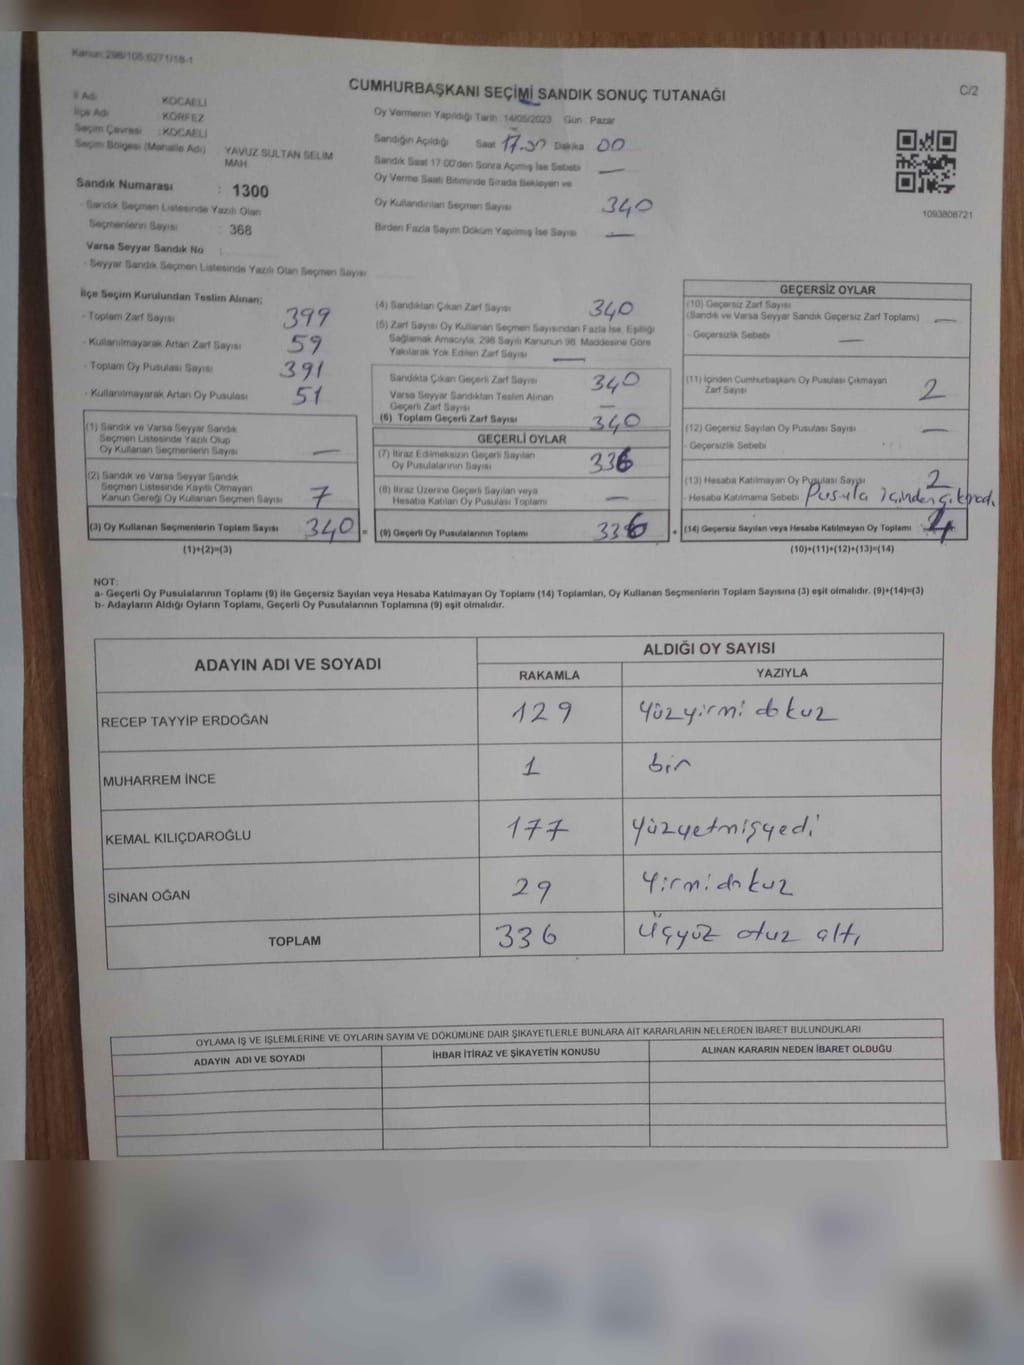 Kanun:298/105;6271/18-1
CUMHURBAŞKANI SEÇİMİ SANDIK SONUÇ TUTANAĞI
C/2
İl Adı KOCAELİ
İlçe Adı KÖRFEZ
Seçim Çevresi : KOCAELİ
Seçim Bölgesi (Mahalle Adı) YAVUZ SULTAN SELİM MAH.
Sandık Numarası : 1300
- Sandık Seçmen Listesinde Yazılı Olan
Seçmenlerin Sayısı : 368
Varsa Seyyar Sandık No :
- Seyyar Sandık Seçmen Listesinde Yazılı Olan Seçmen Sayısı
Oy Vermenin Yapıldığı Tarih : 14/05/2023 Gün : Pazar
Sandığın Açıldığı Saat 17.30 Dakika 00
Sandık Saat 17:00'den Sonra Açılmış İse Sebebi —
Oy Verme Saati Bitiminde Sırada Bekleyen ve
Oy Kullandırılan Seçmen Sayısı 340
Birden Fazla Sayım Döküm Yapılmış İse Sayısı —
1093808721
İlçe Seçim Kurulundan Teslim Alınan;
- Toplam Zarf Sayısı 399
- Kullanılmayarak Artan Zarf Sayısı 59
- Toplam Oy Pusulası Sayısı 391
- Kullanılmayarak Artan Oy Pusulası 51
(1) Sandık ve Varsa Seyyar Sandık
Seçmen Listesinde Yazılı Olup
Oy Kullanan Seçmenlerin Sayısı —
(2) Sandık ve Varsa Seyyar Sandık
Seçmen Listesinde Kayıtlı Olmayan
Kanun Gereği Oy Kullanan Seçmen Sayısı 7
(3) Oy Kullanan Seçmenlerin Toplam Sayısı 340 =
(1)+(2)=(3)
(4) Sandıktan Çıkan Zarf Sayısı 340
(5) Zarf Sayısı Oy Kullanan Seçmen Sayısından Fazla İse, Eşitliği
Sağlamak Amacıyla, 298 Sayılı Kanunun 98. Maddesine Göre
Yakılarak Yok Edilen Zarf Sayısı —
Sandıkta Çıkan Geçerli Zarf Sayısı 340
Varsa Seyyar Sandıktan Teslim Alınan
Geçerli Zarf Sayısı —
(6) Toplam Geçerli Zarf Sayısı 340
GEÇERLİ OYLAR
(7) İtiraz Edilmeksizin Geçerli Sayılan
Oy Pusulalarının Sayısı 336
(8) İtiraz Üzerine Geçerli Sayılan veya
Hesaba Katılan Oy Pusulası Toplamı —
(9) Geçerli Oy Pusulalarının Toplamı 336 +
GEÇERSİZ OYLAR
(10) Geçersiz Zarf Sayısı
(Sandık ve Varsa Seyyar Sandık Geçersiz Zarf Toplamı) —
- Geçersizlik Sebebi —
(11) İçinden Cumhurbaşkanı Oy Pusulası Çıkmayan
Zarf Sayısı 2
(12) Geçersiz Sayılan Oy Pusulası Sayısı —
- Geçersizlik Sebebi
(13) Hesaba Katılmayan Oy Pusulası Sayısı 2
- Hesaba Katılmama Sebebi Pusula içinden çıkmadı
(14) Geçersiz Sayılan veya Hesaba Katılmayan Oy Toplamı 4
(10)+(11)+(12)+(13)=(14)
NOT:
a- Geçerli Oy Pusulalarının Toplamı (9) ile Geçersiz Sayılan veya Hesaba Katılmayan Oy Toplamı (14) Toplamları, Oy Kullanan Seçmenlerin Toplam Sayısına (3) eşit olmalıdır. (9)+(14)=(3)
b- Adayların Aldığı Oyların Toplamı, Geçerli Oy Pusulalarının Toplamına (9) eşit olmalıdır.
ADAYIN ADI VE SOYADI ALDIĞI OY SAYISI
RAKAMLA YAZIYLA
RECEP TAYYİP ERDOĞAN 129 Yüzyirmi dokuz
MUHARREM İNCE 1 bir
KEMAL KILIÇDAROĞLU 177 yüzyetmişyedi
SİNAN OĞAN 29 Yirmidokuz
TOPLAM 336 Üçyüz otuz altı
OYLAMA İŞ VE İŞLEMLERİNE VE OYLARIN SAYIM VE DÖKÜMÜNE DAİR ŞİKAYETLERLE BUNLARA AİT KARARLARIN NELERDEN İBARET BULUNDUKLARI
ADAYIN ADI VE SOYADI İHBAR İTİRAZ VE ŞİKAYETİN KONUSU ALINAN KARARIN NEDEN İBARET OLDUĞU